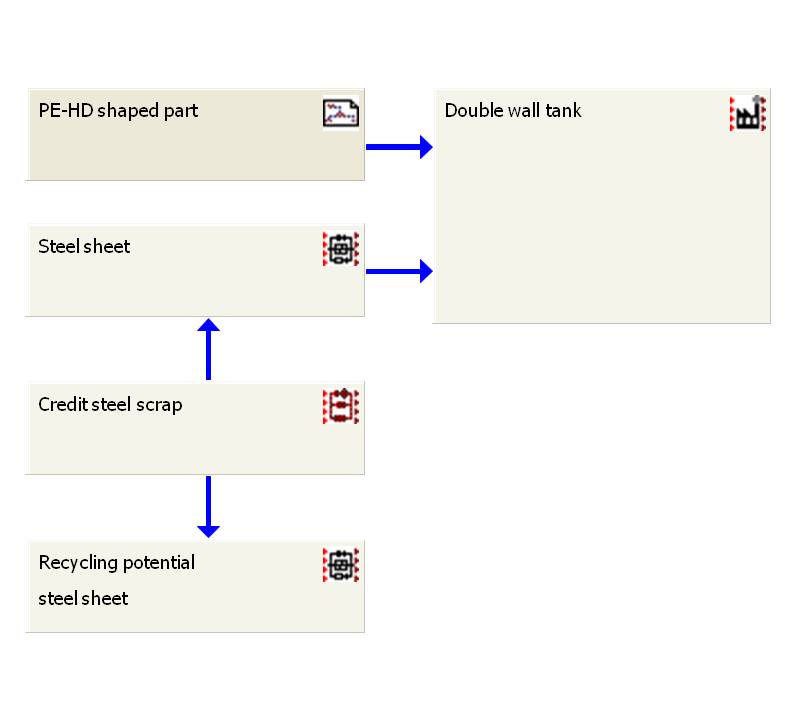 PE-HD shaped part
Double wall tank
Steel sheet
Credit steel scrap
Recycling potential
steel sheet